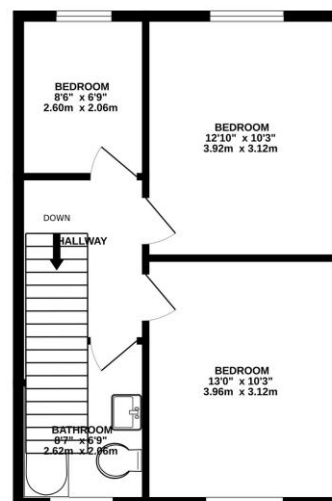 BEDROOM
8'6" x 6'9"
2.60m x 2.06m
BEDROOM
12'10" x 10'3"
3.92m x 3.12m
DOWN
HALLWAY
BEDROOM
13'0" x 10'3"
3.96m x 3.12m
BATHROOM
8'7" x 6'9"
2.62m x 2.06m